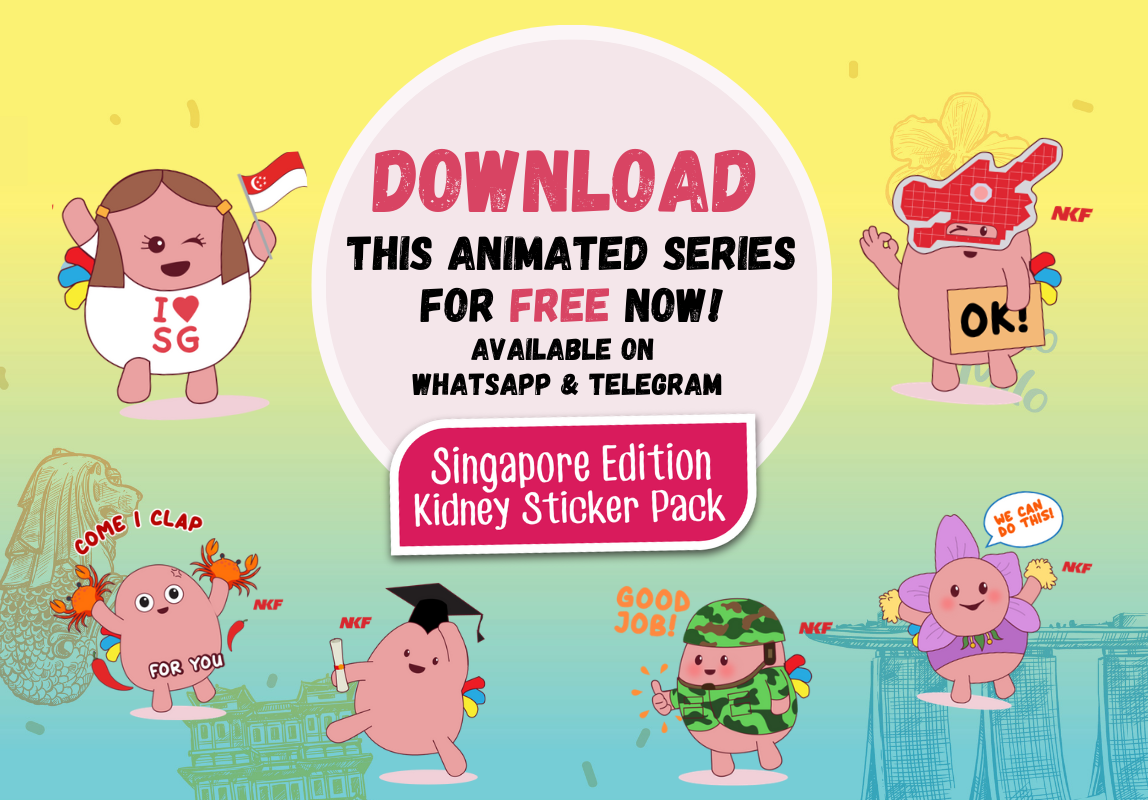 DOWNLOAD
THIS ANIMATED SERIES
FOR FREE NOW!
AVAILABLE ON
WHATSAPP & TELEGRAM
Singapore Edition
Kidney Sticker Pack
I ♥
SG
NKF
OK!
COME I CLAP
FOR YOU
NKF
NKF
GOOD
JOB!
NKF
WE CAN
DO THIS!
NKF